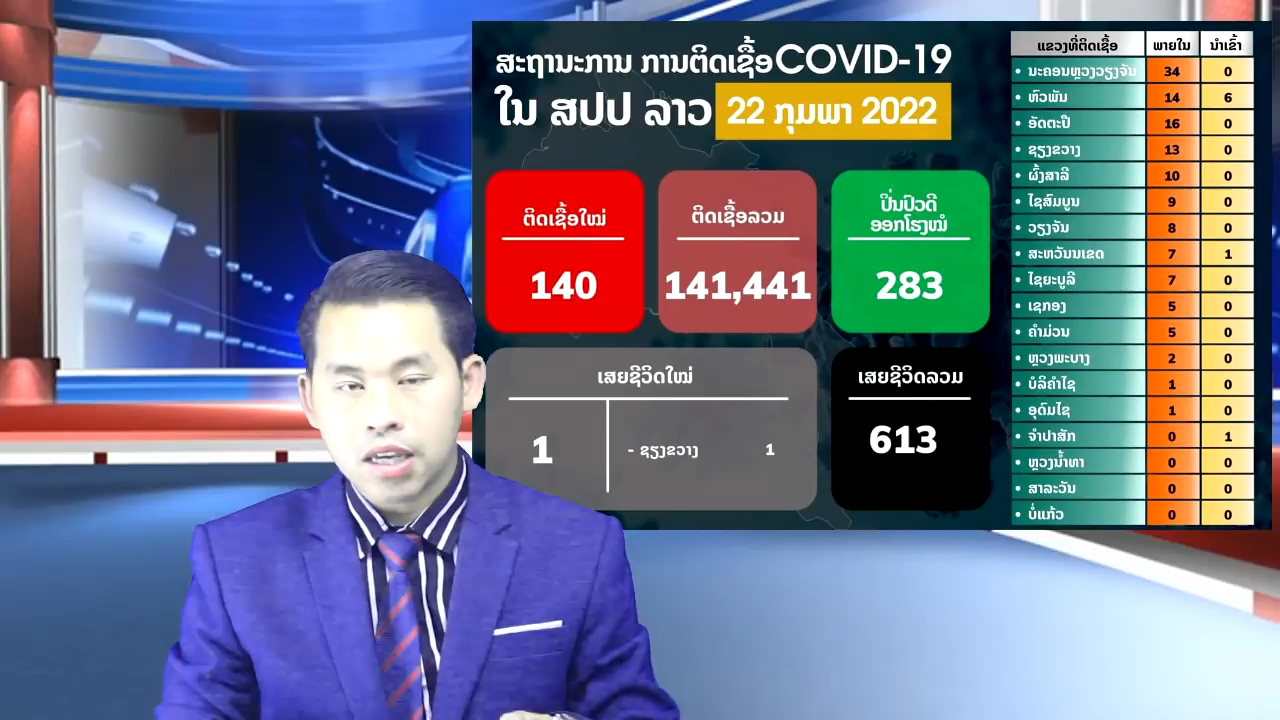 ສະຖານະການ ການຕິດເຊື້ອCOVID-19
ໃນ ສປປ ລາວ 22 ກຸມພາ 2022
ຕິດເຊື້ອໃໝ່
140
ຕິດເຊື້ອລວມ
141,441
ປິ່ນປົວດີ
ອອກໂຮງໝໍ
283
ເສຍຊີວິດໃໝ່
1
- ຊຽງຂວາງ 1
ເສຍຊີວິດລວມ
613
ແຂວງທີ່ຕິດເຊື້ອ ພາຍໃນ ນຳເຂົ້າ
• ນະຄອນຫຼວງວຽງຈັນ 34 0
• ຫົວພັນ 14 6
• ອັດຕະປື 16 0
• ຊຽງຂວາງ 13 0
• ຜົ້ງສາລີ 10 0
• ໄຊສົມບູນ 9 0
• ວຽງຈັນ 8 0
• ສະຫວັນນເຂດ 7 1
• ໄຊຍະບູລີ 7 0
• ເຊກອງ 5 0
• ຄຳມ່ວນ 5 0
• ຫຼວງພະບາງ 2 0
• ບໍລິຄຳໄຊ 1 0
• ອຸດົມໄຊ 1 0
• ຈຳປາສັກ 0 1
• ຫຼວງນ້ຳທາ 0 0
• ສາລະວັນ 0 0
• ບໍ່ແກ້ວ 0 0